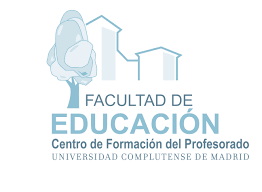 FACULTAD DE
EDUCACIÓN
Centro de Formación del Profesorado
UNIVERSIDAD COMPLUTENSE DE MADRID